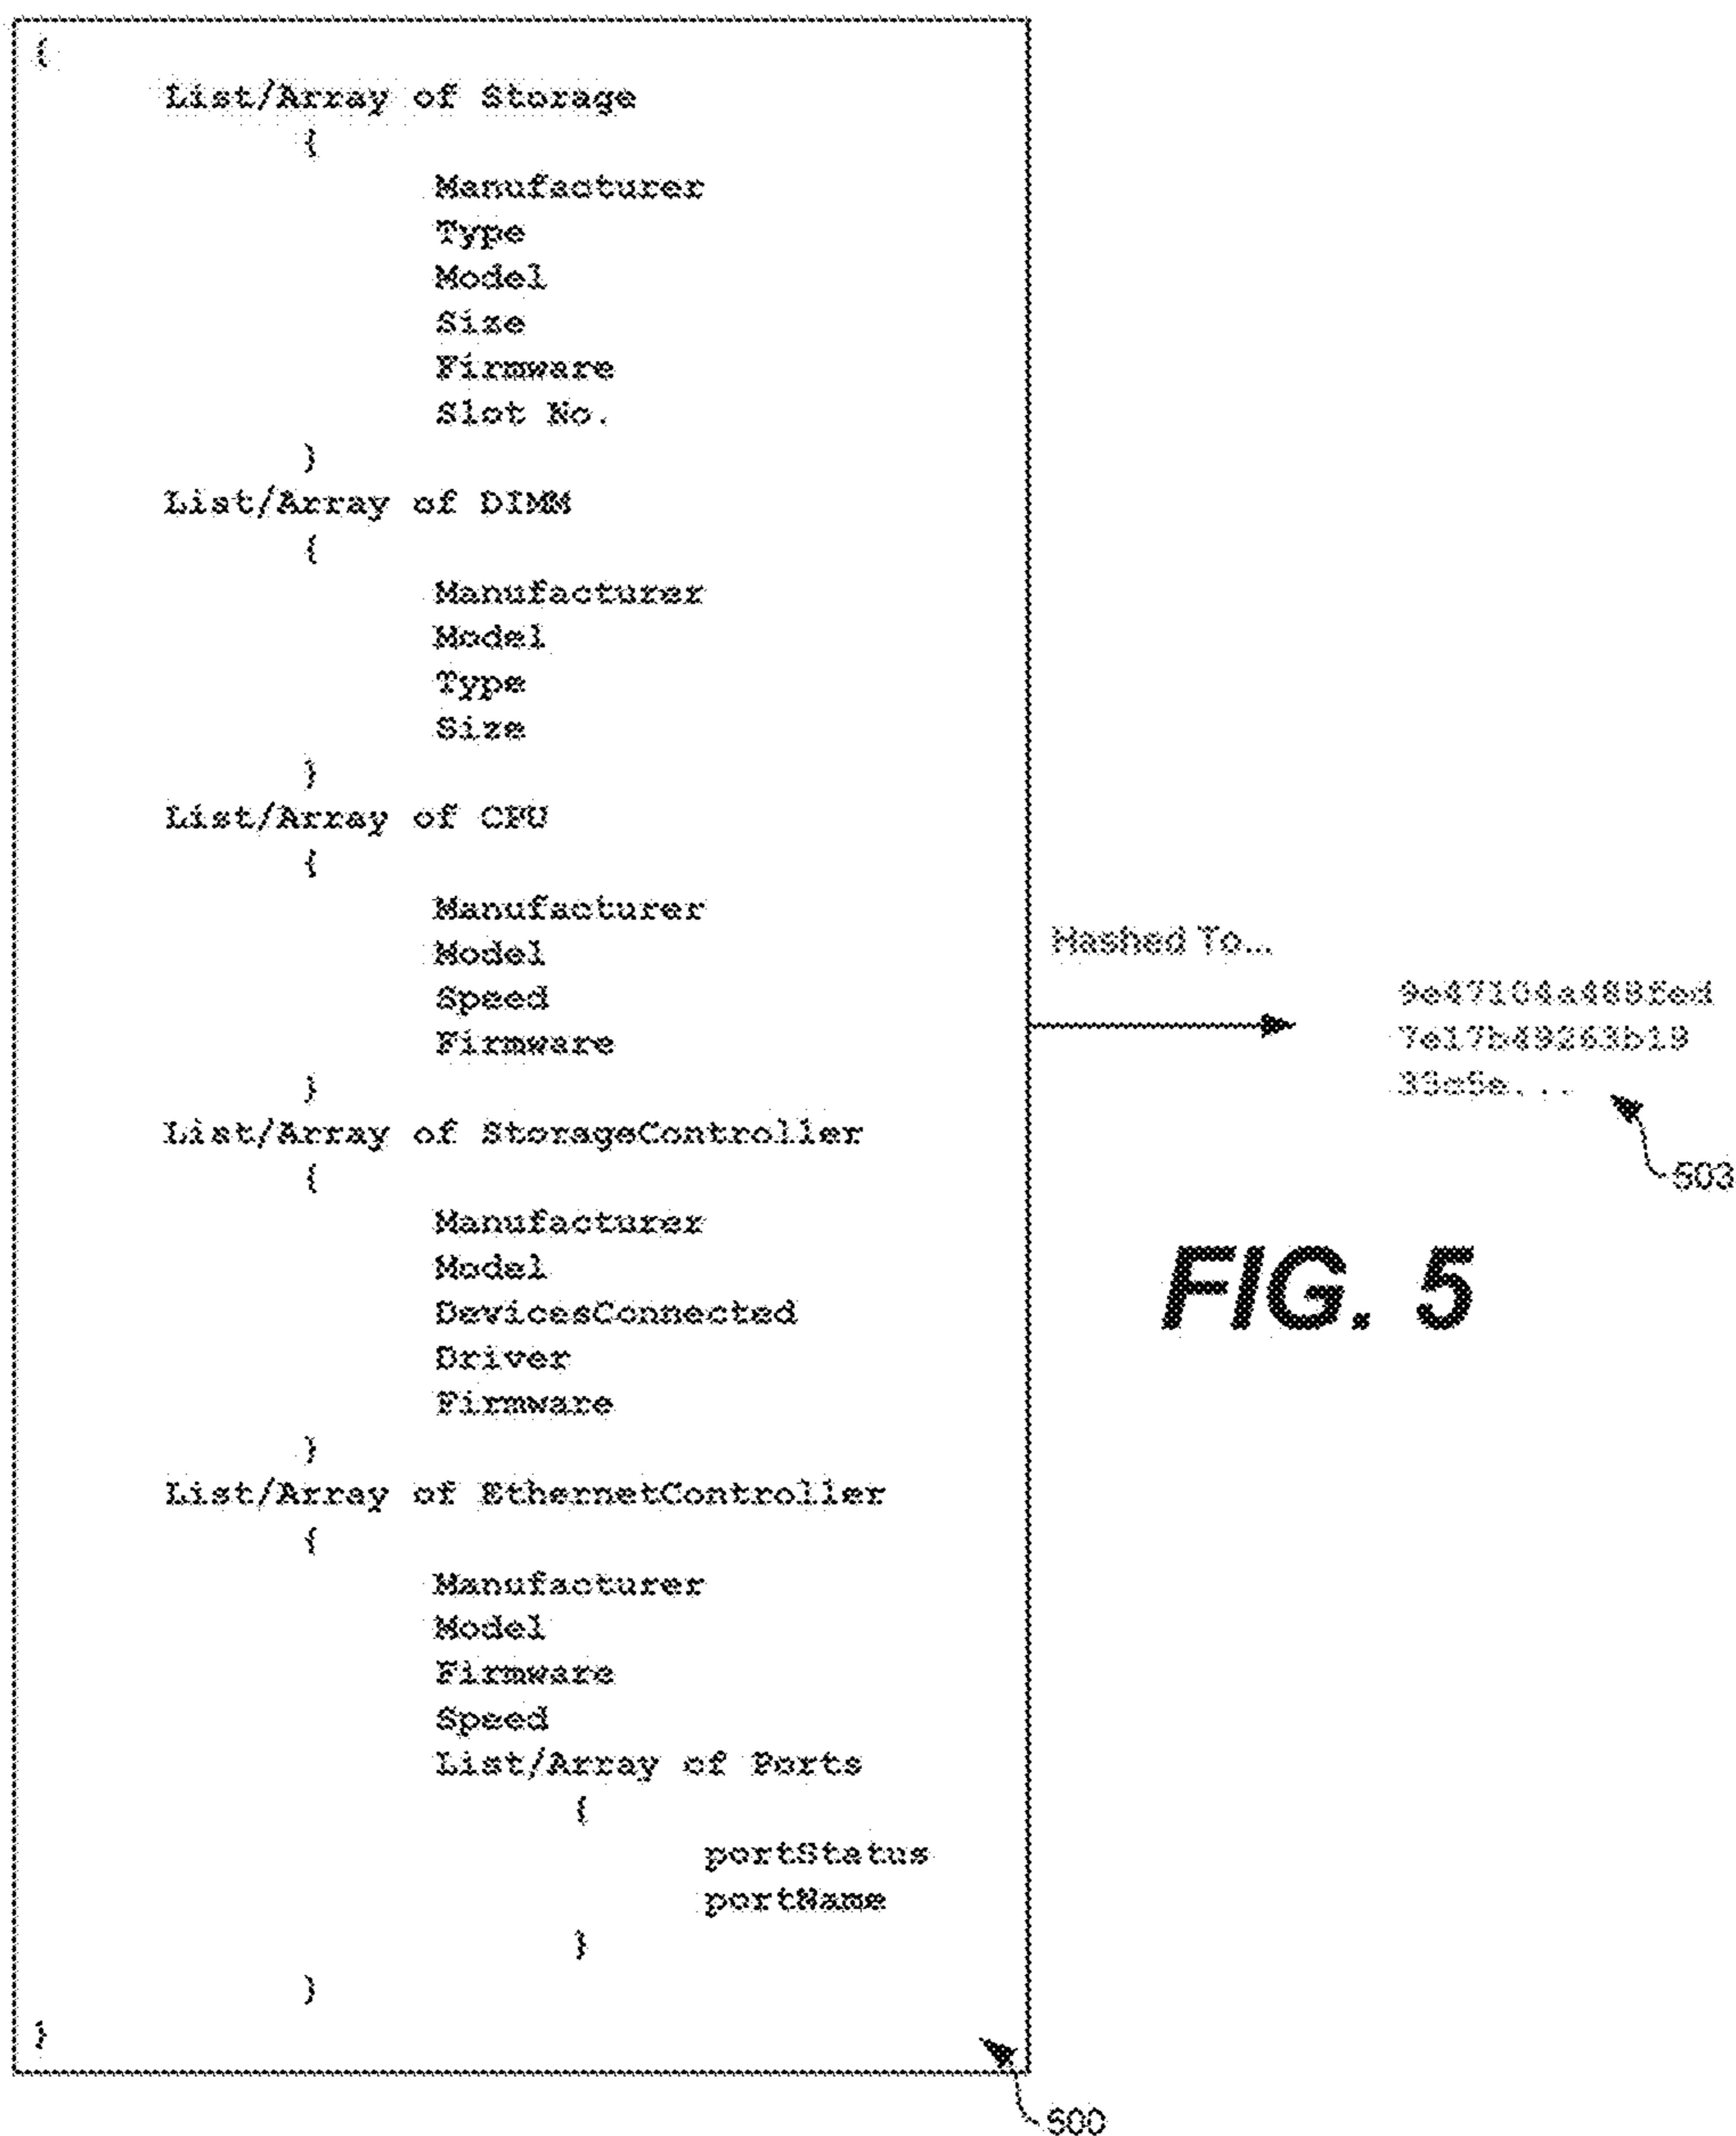 {
List/Array of Storage
{
Manufacturer
Type
Model
Size
Firmware
Slot No.
}
List/Array of DIMM
{
Manufacturer
Model
Type
Size
}
List/Array of CPU
{
Manufacturer
Model
Speed
Firmware
}
List/Array of StorageController
{
Manufacturer
Model
DevicesConnected
Driver
Firmware
}
List/Array of EthernetController
{
Manufacturer
Model
Firmware
Speed
List/Array of Ports
{
portStatus
portName
}
}
}
500
Hashed To...
7e17b49263b19
503
FIG. 5